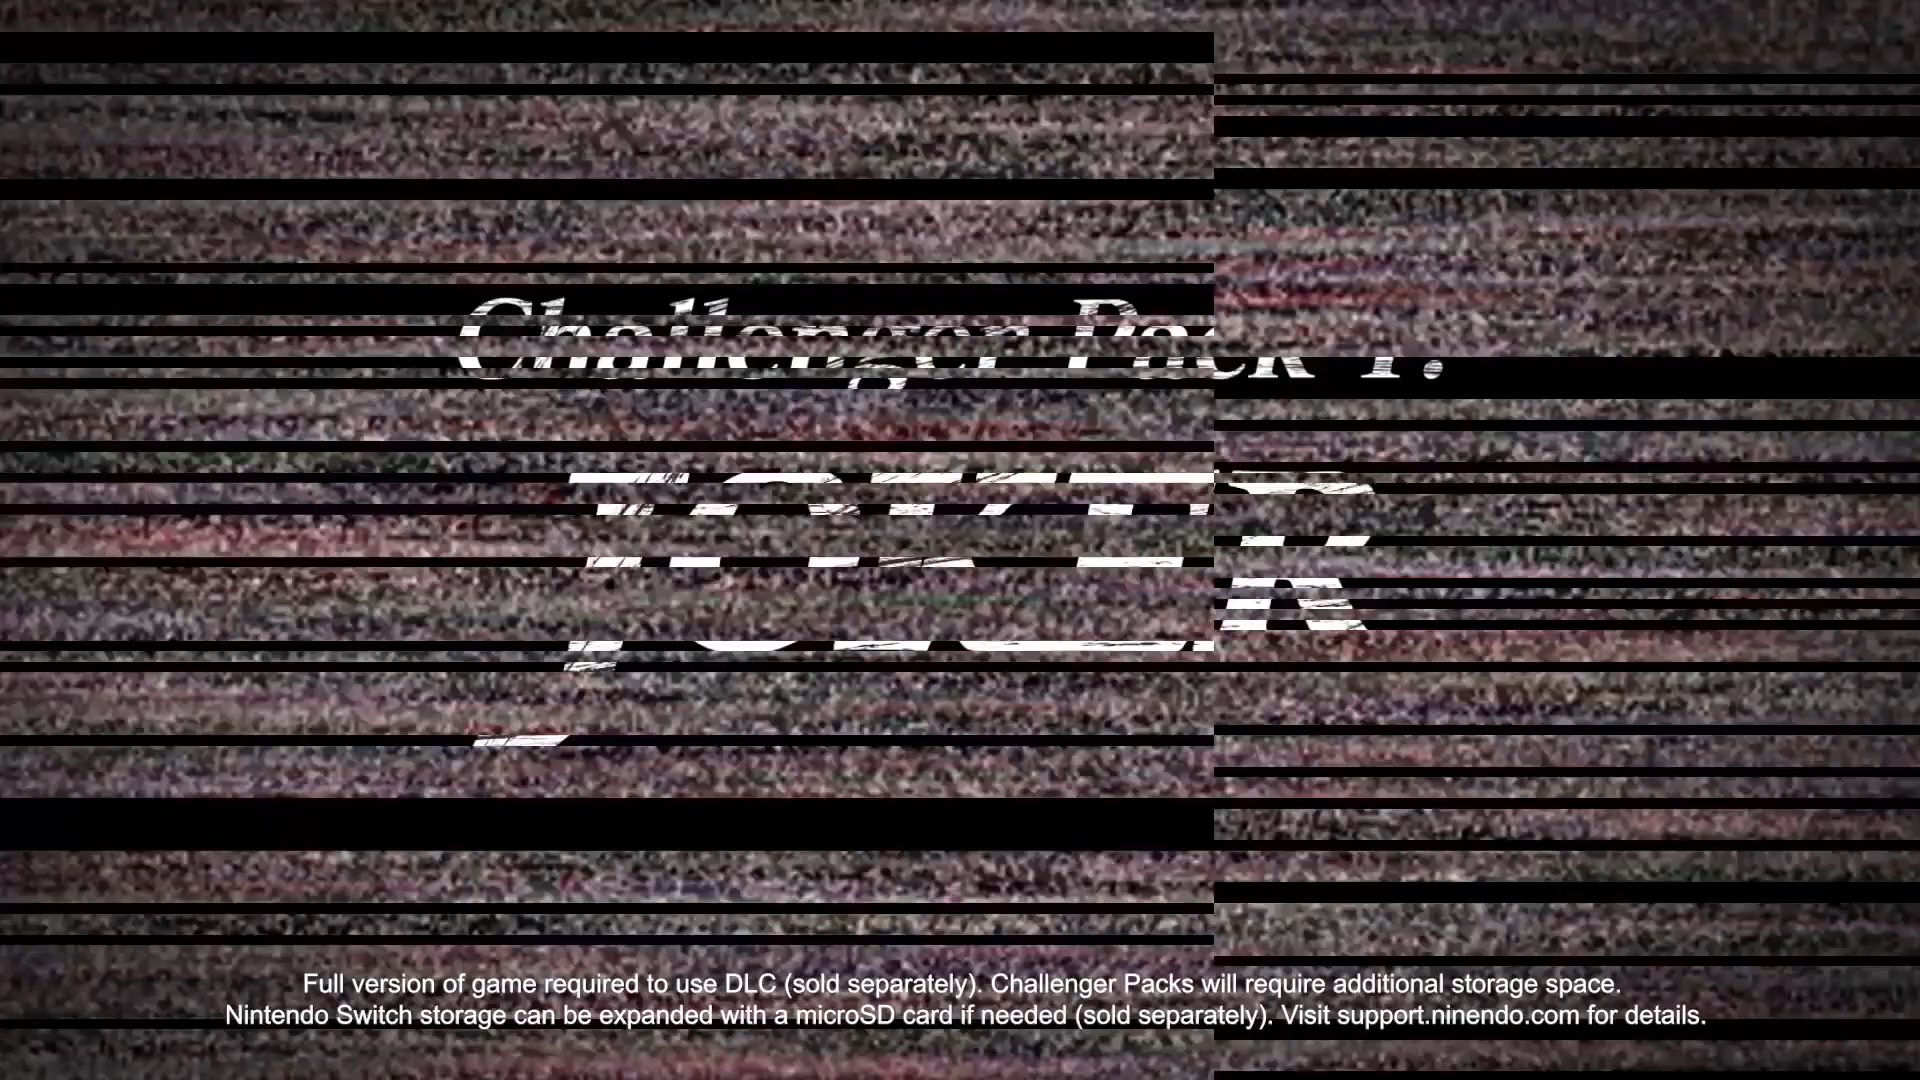 Challenger Pack 1:
JOKER
Full version of game required to use DLC (sold separately). Challenger Packs will require additional storage space.
Nintendo Switch storage can be expanded with a microSD card if needed (sold separately). Visit support.ninendo.com for details.